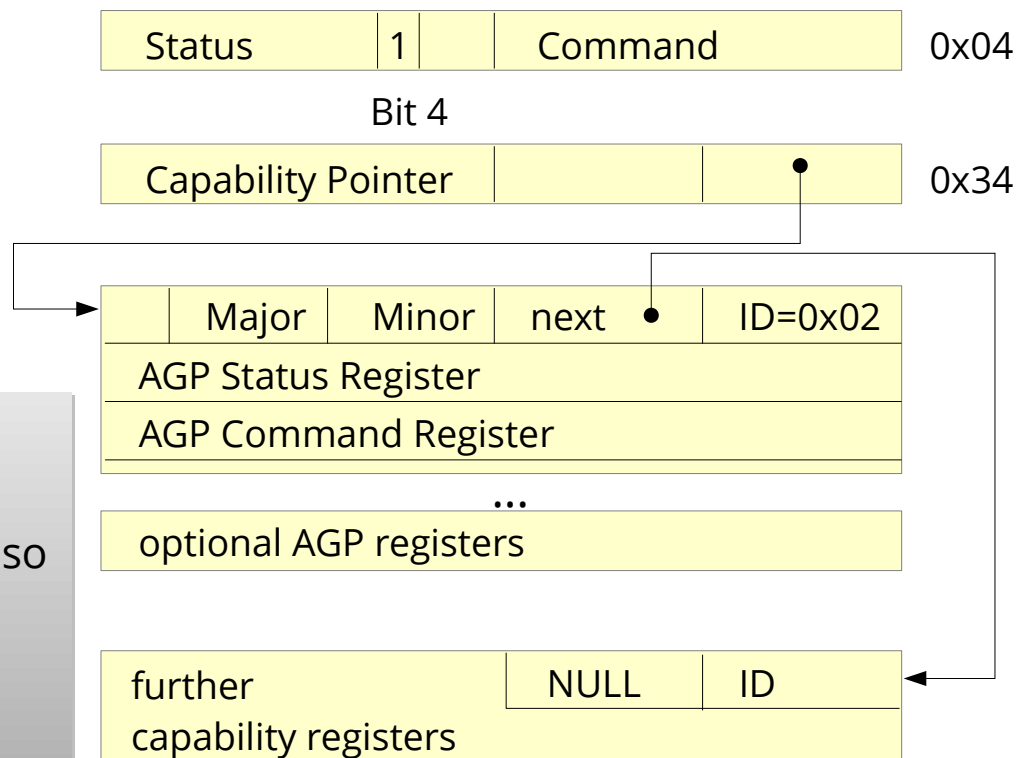 Status 1 Command 0x04
Bit 4
Capability Pointer 0x34
Major Minor next ID=0x02
AGP Status Register
AGP Command Register
...
optional AGP registers
so
further NULL ID
capability registers